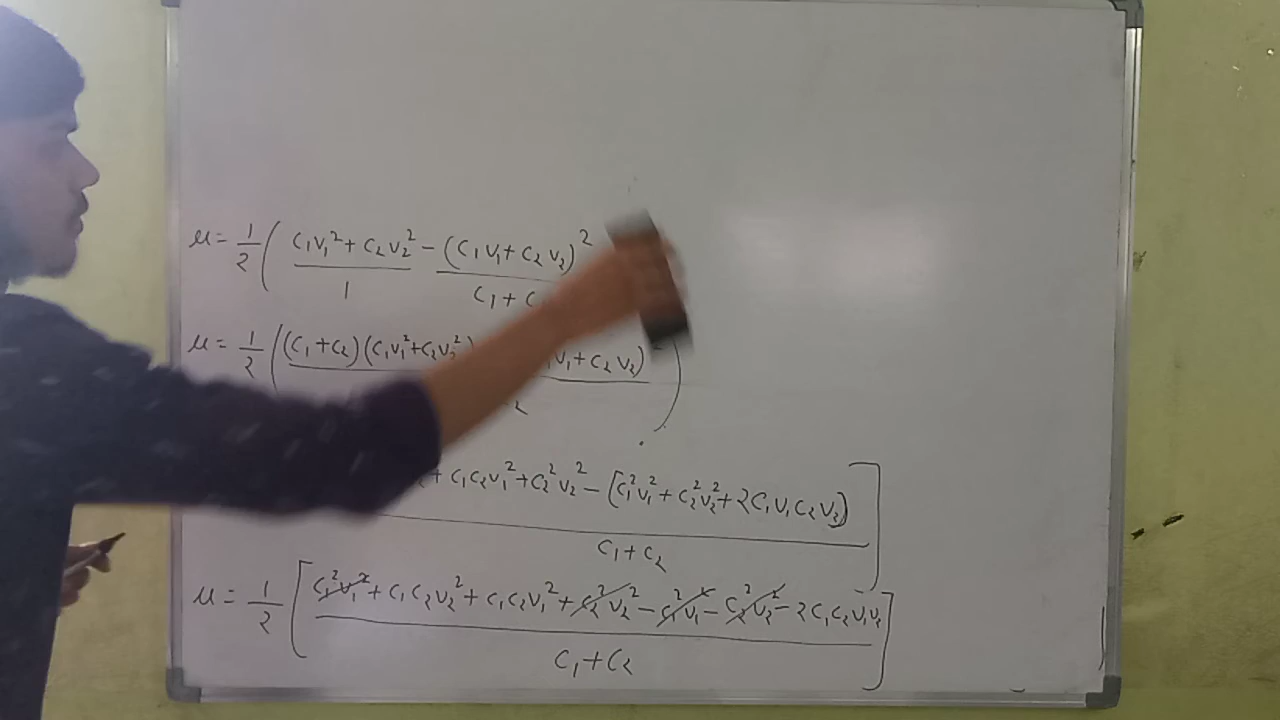 u = 1/2 ( C₁V₁² + C₂V₂² / 1 − (C₁V₁ + C₂V₂)² / C₁ + C
u = 1/2 ( (C₁+C₂)(C₁V₁²+C₂V₂²) V₁ + C₂V₂) / 2 )
+ C₁C₂V₁² + C₂²V₂² − (C₁²V₁² + C₂²V₂² + 2C₁V₁C₂V₂) / C₁ + C₂ ]
u = 1/2 [ C₁²V₁² + C₁C₂V₂² + C₁C₂V₁² + C₂²V₂² − C₁²V₁² − C₂²V₂² − 2C₁C₂V₁V₂ / C₁ + C₂ ]